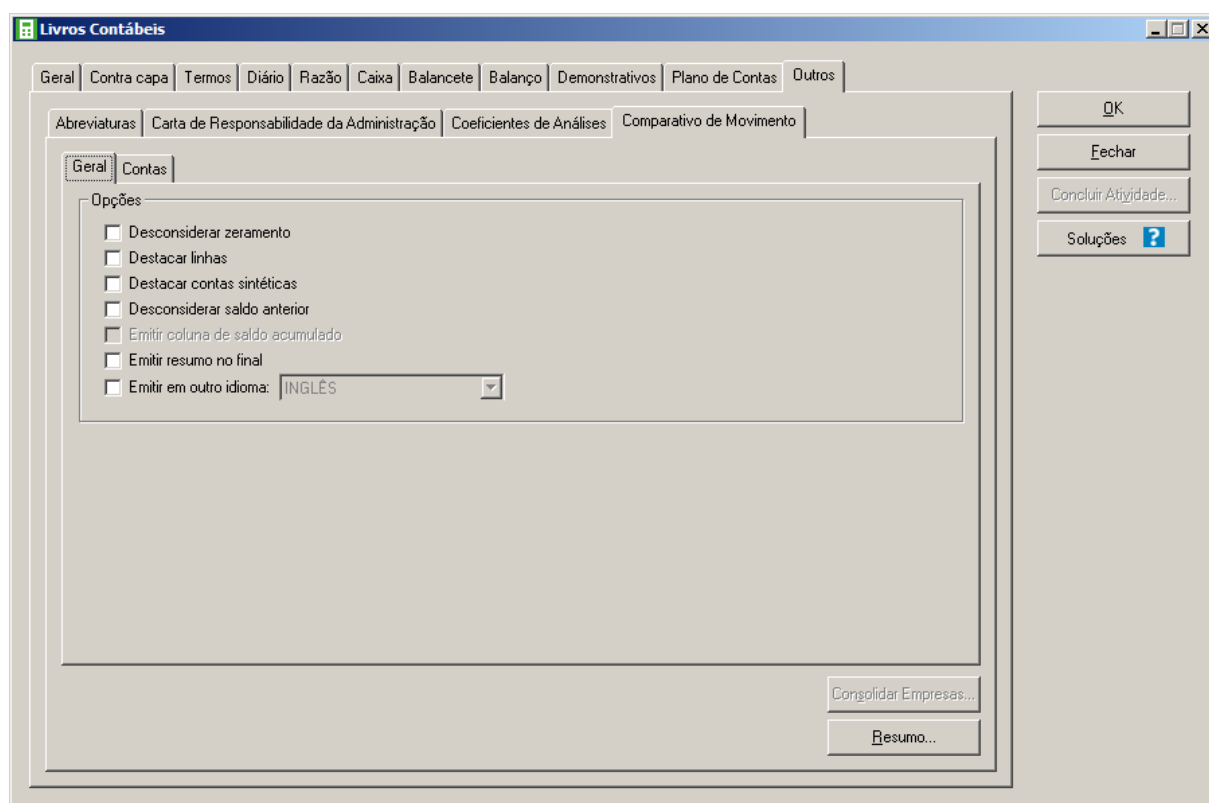 Livros Contábeis
Geral Contra capa Termos Diário Razão Caixa Balancete Balanço Demonstrativos Plano de Contas Outros
Abreviaturas Carta de Responsabilidade da Administração Coeficientes de Análises Comparativo de Movimento
OK
Fechar
Concluir Atividade...
Soluções ?
Geral Contas
Opções
Desconsiderar zeramento
Destacar linhas
Destacar contas sintéticas
Desconsiderar saldo anterior
Emitir coluna de saldo acumulado
Emitir resumo no final
Emitir em outro idioma: INGLÊS
Consolidar Empresas...
Resumo...